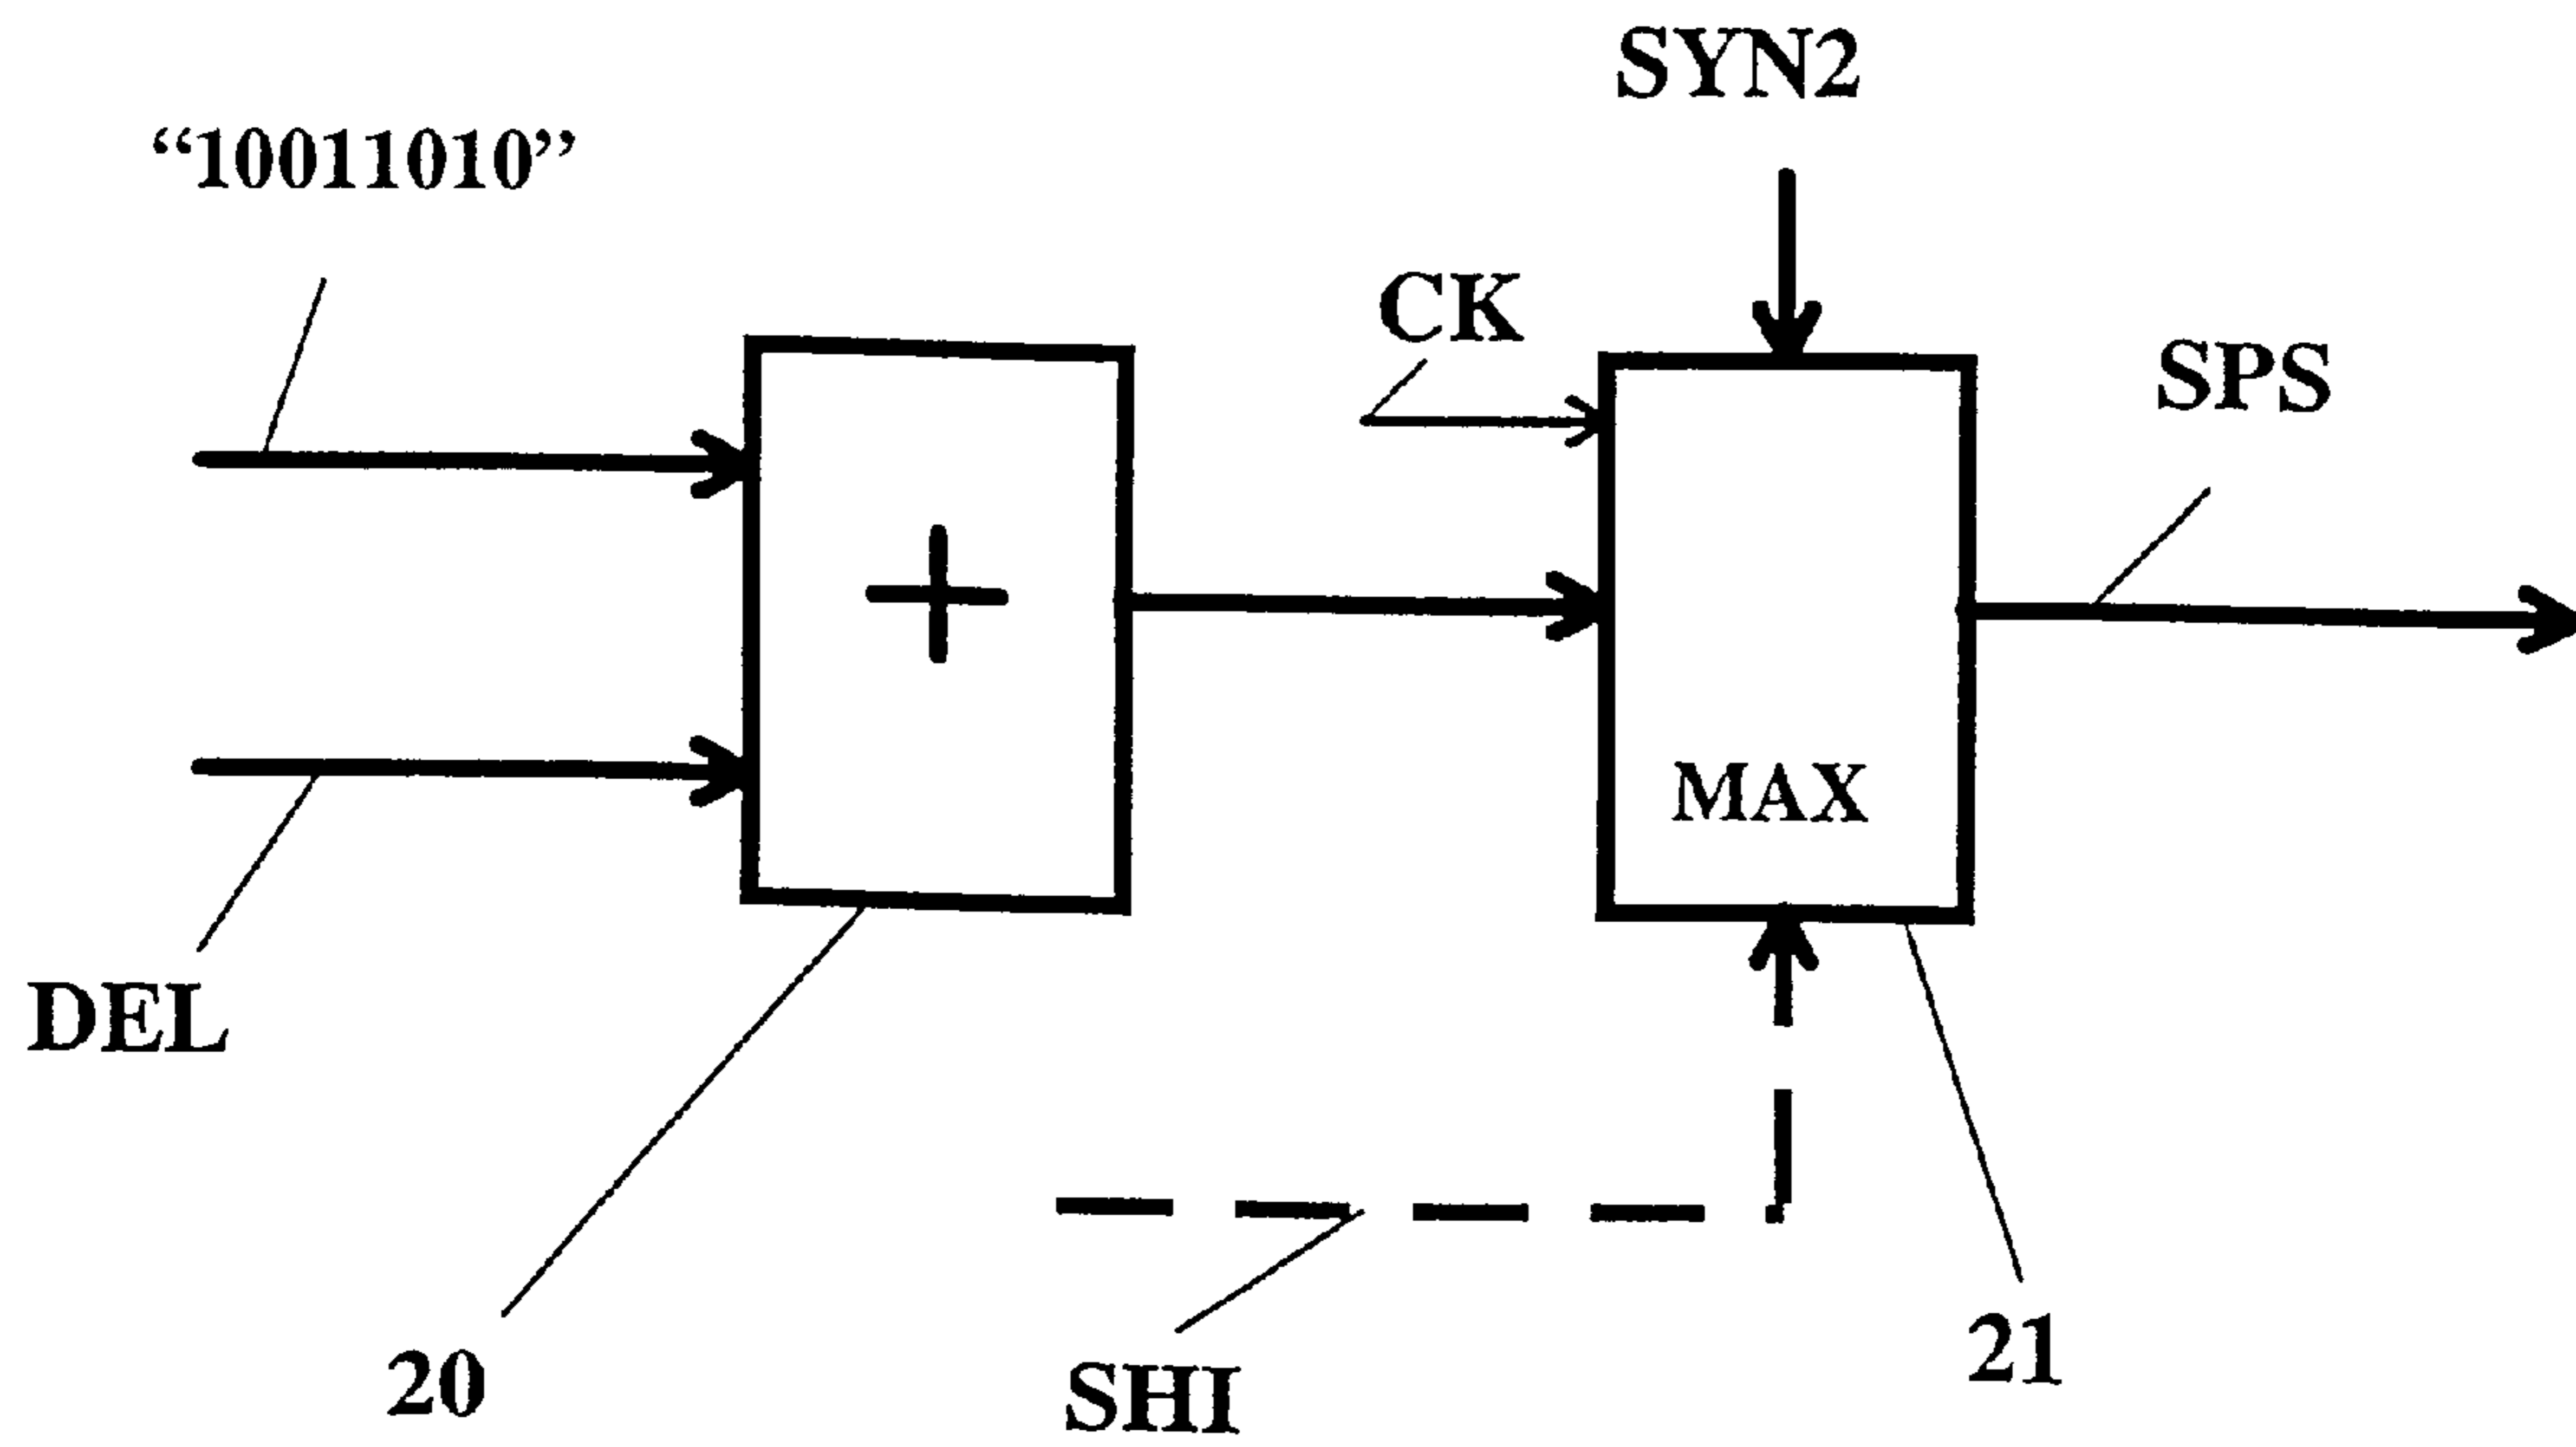 SYN2
“10011010”
CK
SPS
+
MAX
DEL
20
SHI
21